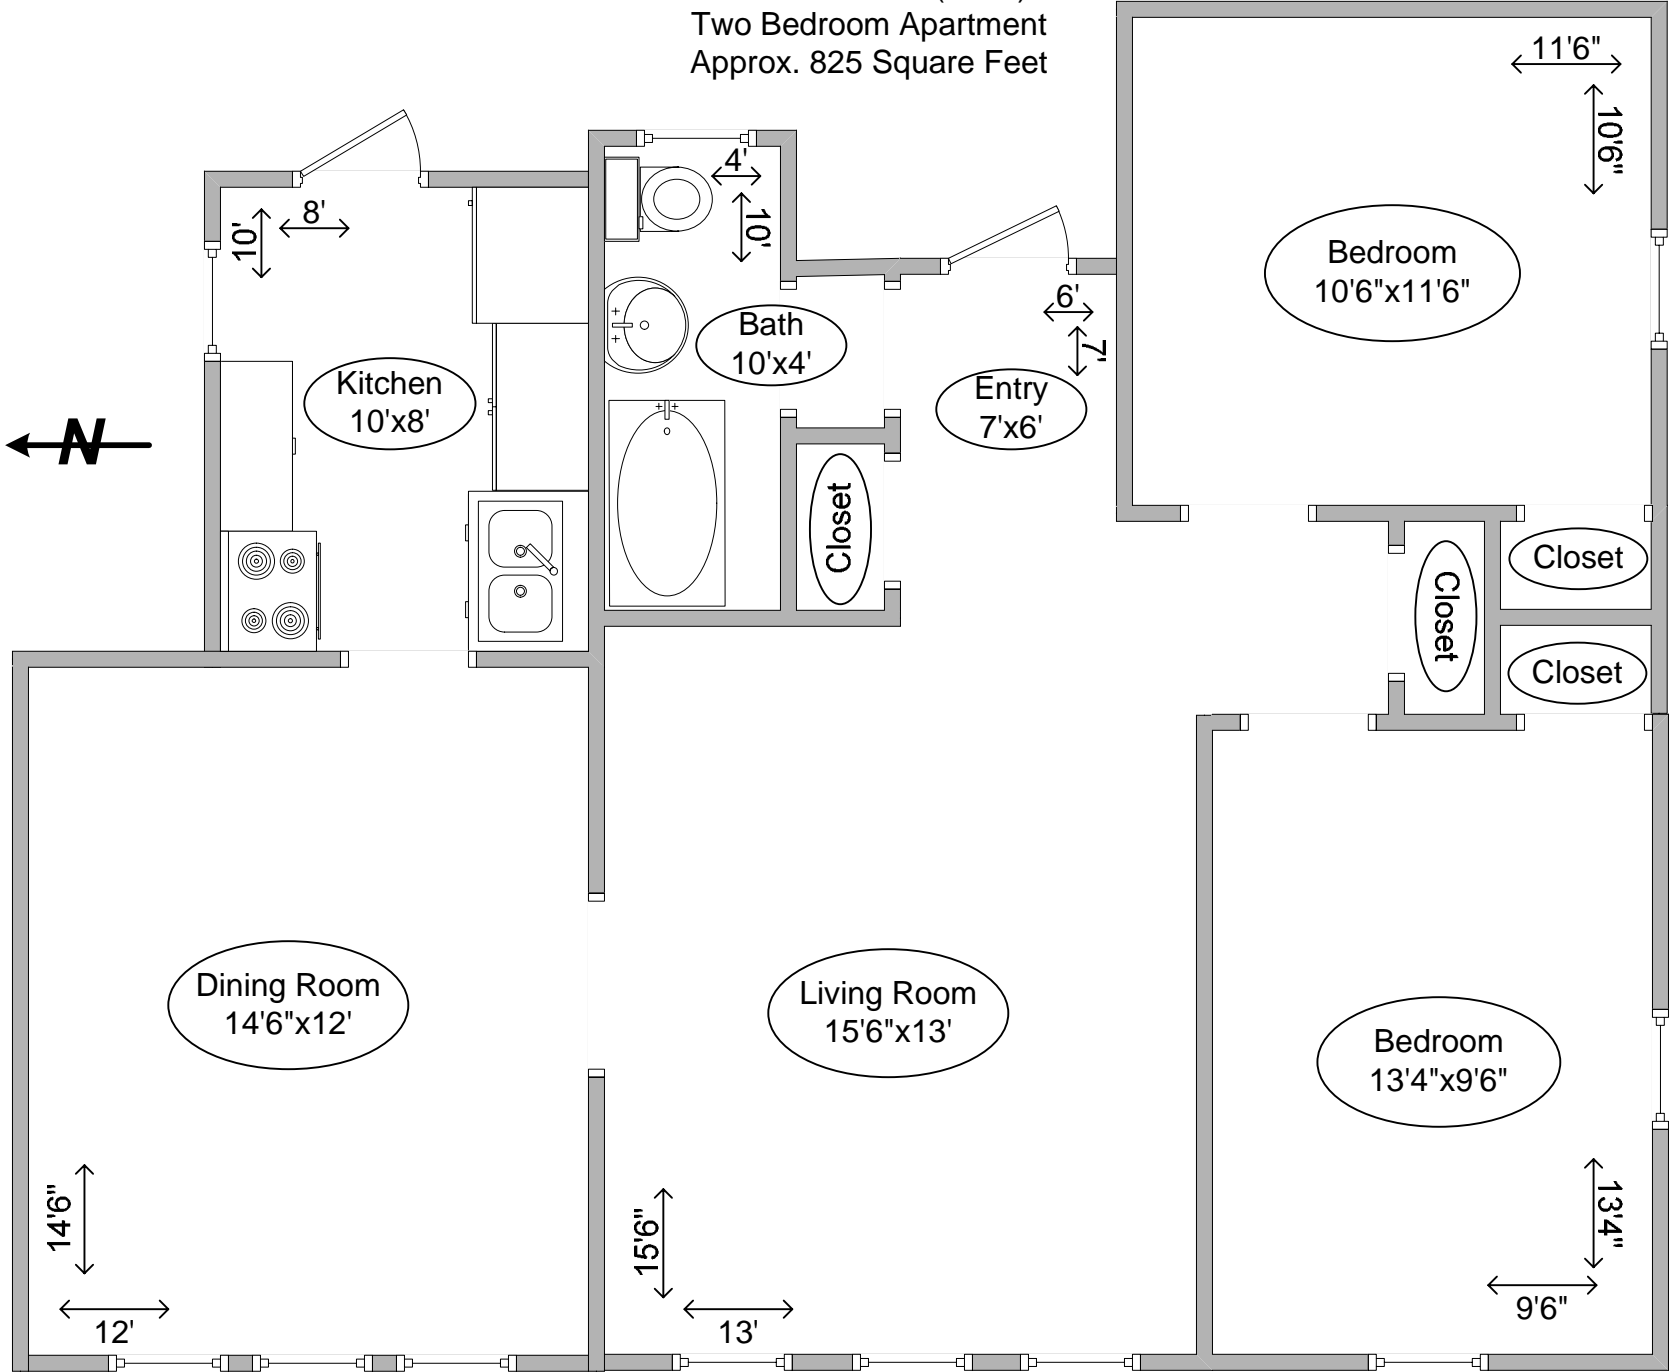 Two Bedroom Apartment
Approx. 825 Square Feet
11'6"
10'6"
4'
10'
8'
10'
Bedroom
10'6"x11'6"
6'
7'
Bath
10'x4'
Kitchen
10'x8'
Entry
7'x6'
N
Closet
Closet
Closet
Closet
Dining Room
14'6"x12'
Living Room
15'6"x13'
Bedroom
13'4"x9'6"
14'6"
12'
15'6"
13'
13'4"
9'6"